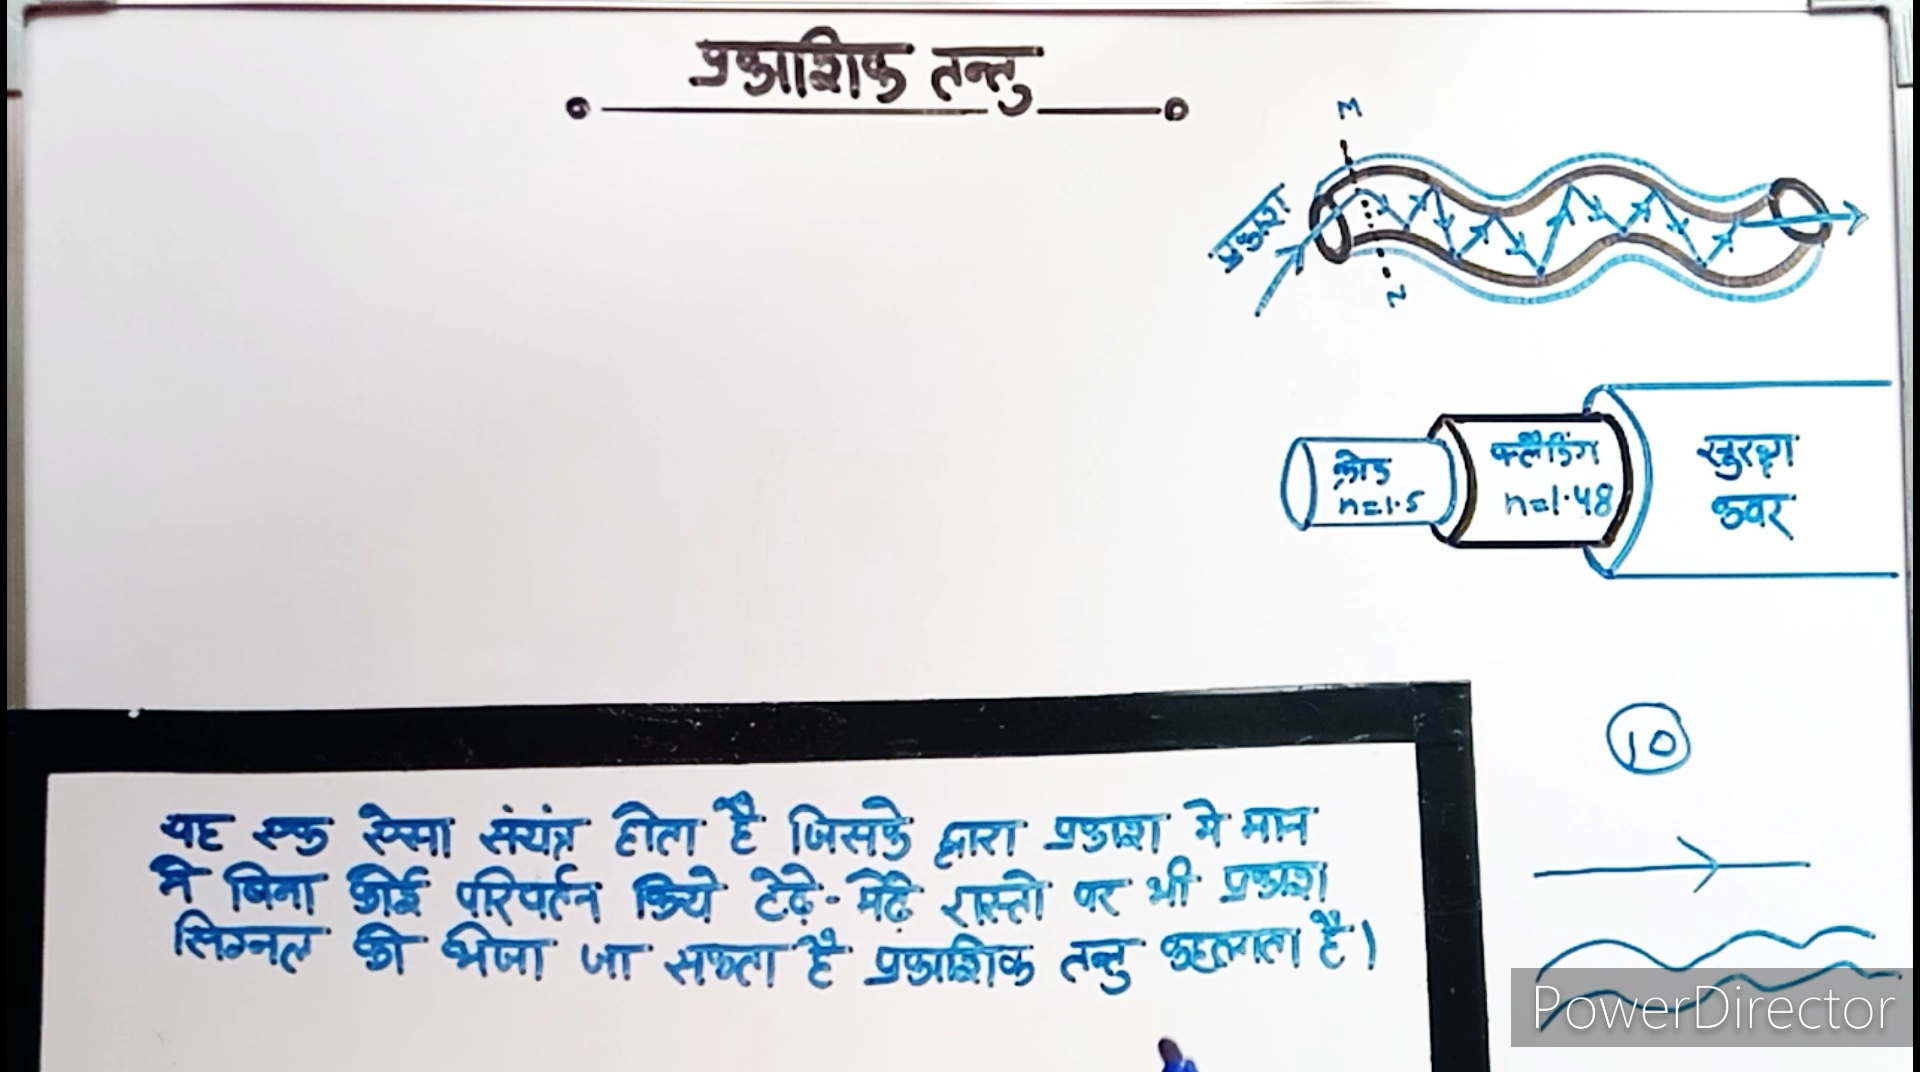 प्रकाशिक तन्तु
M
प्रकाश
N
क्रोड
n=1.5
क्लैडिंग
n=1.48
सुरक्षा
कवर
10
यह एक ऐसा संयंत्र होता है जिसके द्वारा प्रकाश मे मान
मे बिना कोई परिवर्तन किये टेढ़े-मेढ़े रास्तो पर भी प्रकाश
सिग्नल को भेजा जा सकता है प्रकाशिक तन्तु कहलाता है।
PowerDirector